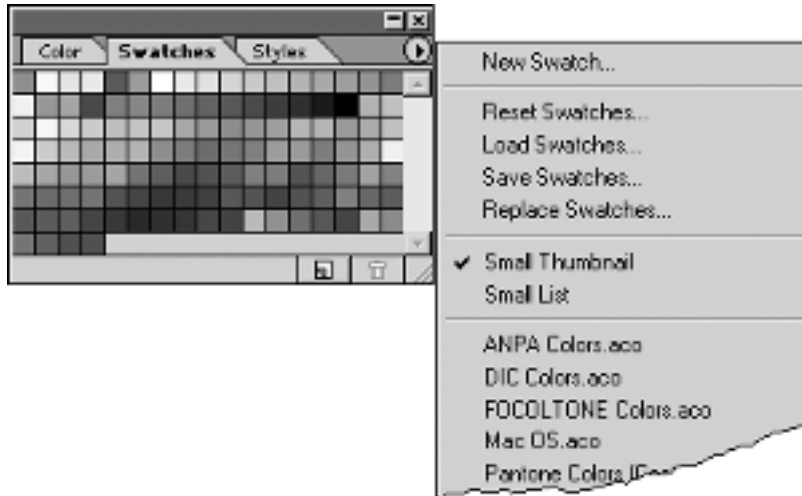 Color Swatches Styles
New Swatch...
Reset Swatches...
Load Swatches...
Save Swatches...
Replace Swatches...
Small Thumbnail
Small List
ANPA Colors.aco
DIC Colors.aco
FOCOLTONE Colors.aco
Mac OS.aco
Pantone Colors